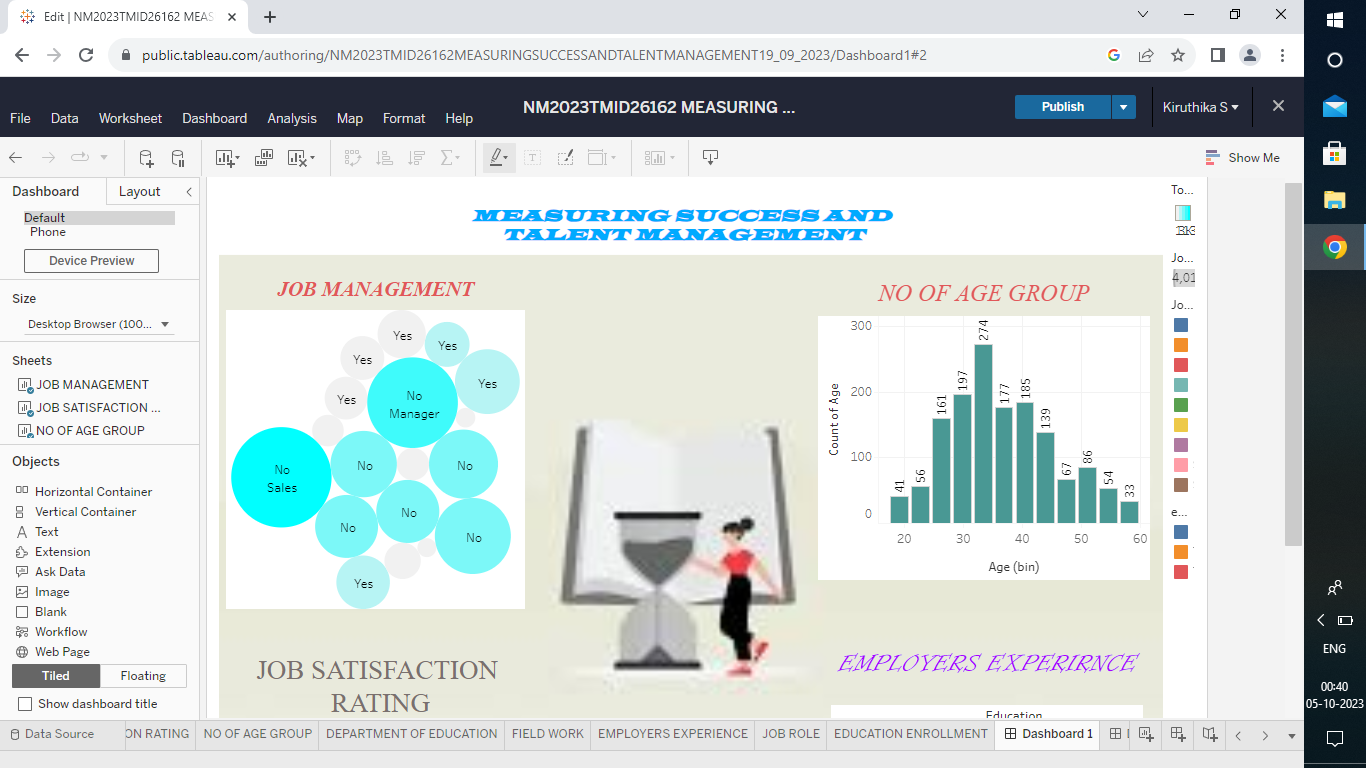 Edit | NM2023TMID26162 MEAS
public.tableau.com/authoring/NM2023TMID26162MEASURINGSUCCESSANDTALENTMANAGEMENT19_09_2023/Dashboard1#2
NM2023TMID26162 MEASURING ...
Publish
Kiruthika S
File Data Worksheet Dashboard Analysis Map Format Help
Show Me
Dashboard Layout
Default
Phone
Device Preview
Size
Desktop Browser (100...
Sheets
JOB MANAGEMENT
JOB SATISFACTION ...
NO OF AGE GROUP
Objects
Horizontal Container
Vertical Container
Text
Extension
Ask Data
Image
Blank
Workflow
Web Page
Tiled Floating
Show dashboard title
MEASURING SUCCESS AND
TALENT MANAGEMENT
JOB MANAGEMENT
Yes
Yes
Yes
Yes
Yes
No
Manager
No
Sales
No
No
No
No
No
Yes
NO OF AGE GROUP
Count of Age
300
200
100
0
41 56 161 197 274 177 185 139 67 86 54 33
20 30 40 50 60
Age (bin)
JOB SATISFACTION
RATING
EMPLOYERS EXPERIRNCE
Education
To...
Jo...
4,01
Jo...
e...
Data Source ON RATING NO OF AGE GROUP DEPARTMENT OF EDUCATION FIELD WORK EMPLOYERS EXPERIENCE JOB ROLE EDUCATION ENROLLMENT Dashboard 1
ENG
00:40
05-10-2023